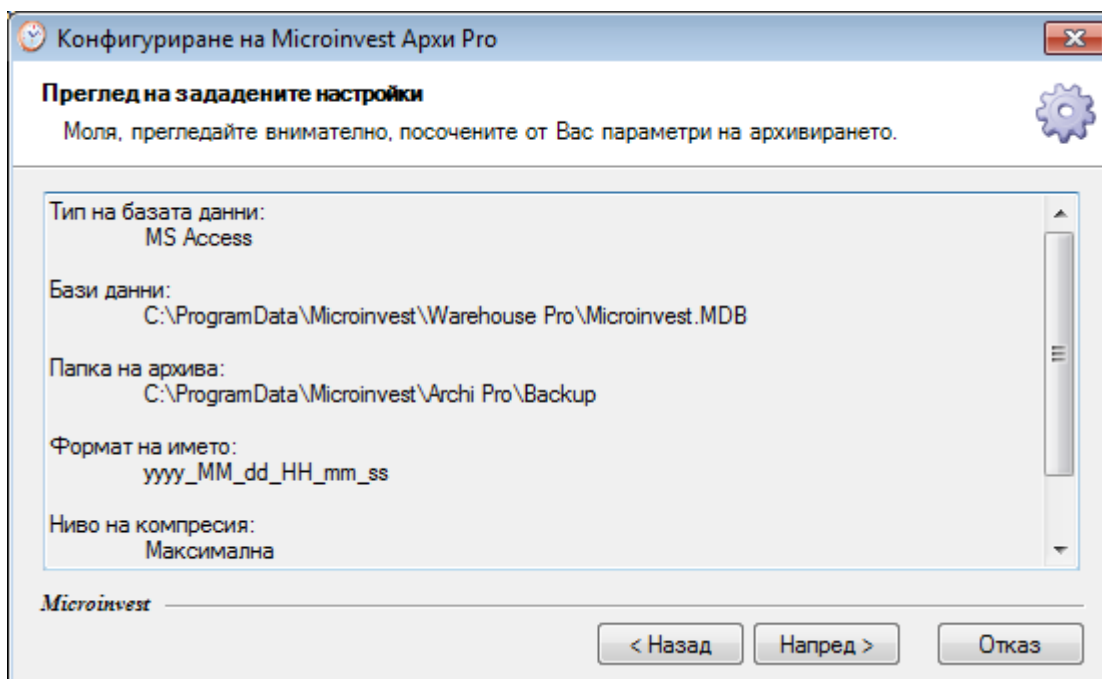 Конфигуриране на Microinvest Архи Pro
Преглед на зададените настройки
Моля, прегледайте внимателно, посочените от Вас параметри на архивирането.
Тип на базата данни:
MS Access
Бази данни:
C:\ProgramData\Microinvest\Warehouse Pro\Microinvest.MDB
Папка на архива:
C:\ProgramData\Microinvest\Archi Pro\Backup
Формат на името:
yyyy_MM_dd_HH_mm_ss
Ниво на компресия:
Максимална
Microinvest
< Назад Напред > Отказ